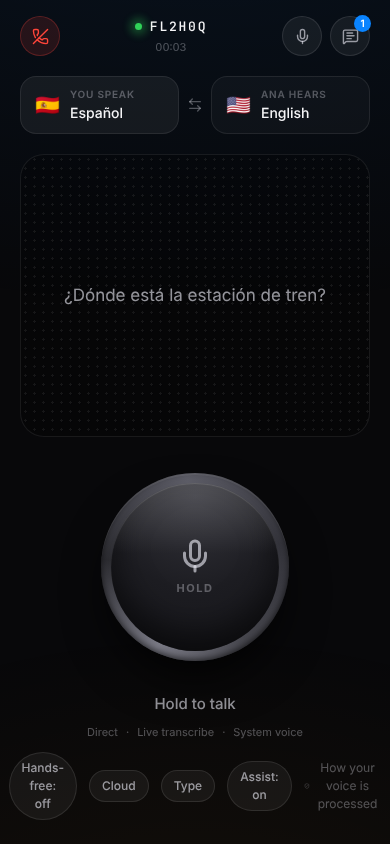 FL2H0Q
00:03
1
YOU SPEAK
Español
ANA HEARS
English
¿Dónde está la estación de tren?
HOLD
Hold to talk
Direct · Live transcribe · System voice
Hands-
free:
off
Cloud
Type
Assist:
on
How your
voice is
processed